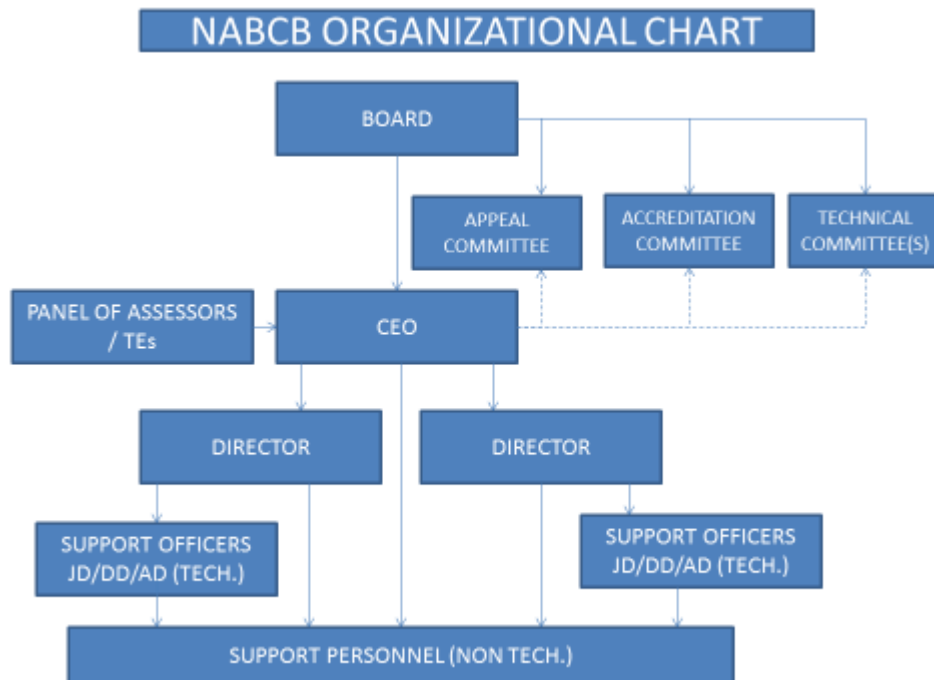 NABCB ORGANIZATIONAL CHART
BOARD
APPEAL
COMMITTEE
ACCREDITATION
COMMITTEE
TECHNICAL
COMMITTEE(S)
PANEL OF ASSESSORS
/ TEs
CEO
DIRECTOR
DIRECTOR
SUPPORT OFFICERS
JD/DD/AD (TECH.)
SUPPORT OFFICERS
JD/DD/AD (TECH.)
SUPPORT PERSONNEL (NON TECH.)